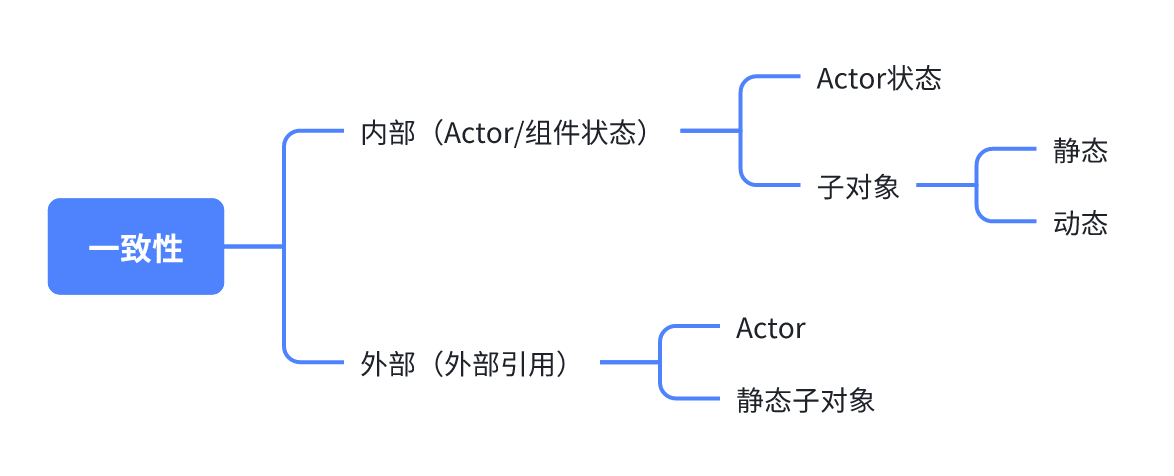 一致性
内部（Actor/组件状态）
Actor状态
子对象
静态
动态
外部（外部引用）
Actor
静态子对象